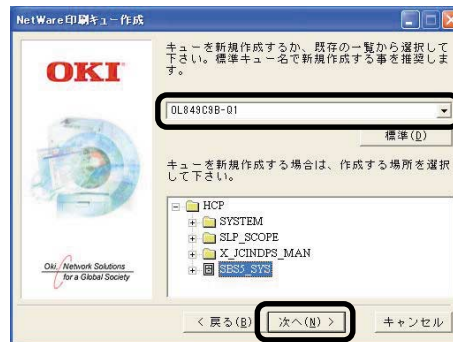 NetWare印刷キュー作成
OKI
キューを新規作成するか、既存の一覧から選択して
下さい。標準キュー名で新規作成する事を推奨しま
す。
OL849C9B-Q1
標準(D)
キューを新規作成する場合は、作成する場所を選択
して下さい。
HCP
SYSTEM
SLP_SCOPE
X_JCINDPS_MAN
SBS5_SYS
Oki, Network Solutions
for a Global Society
< 戻る(B)
次へ(N) >
キャンセル